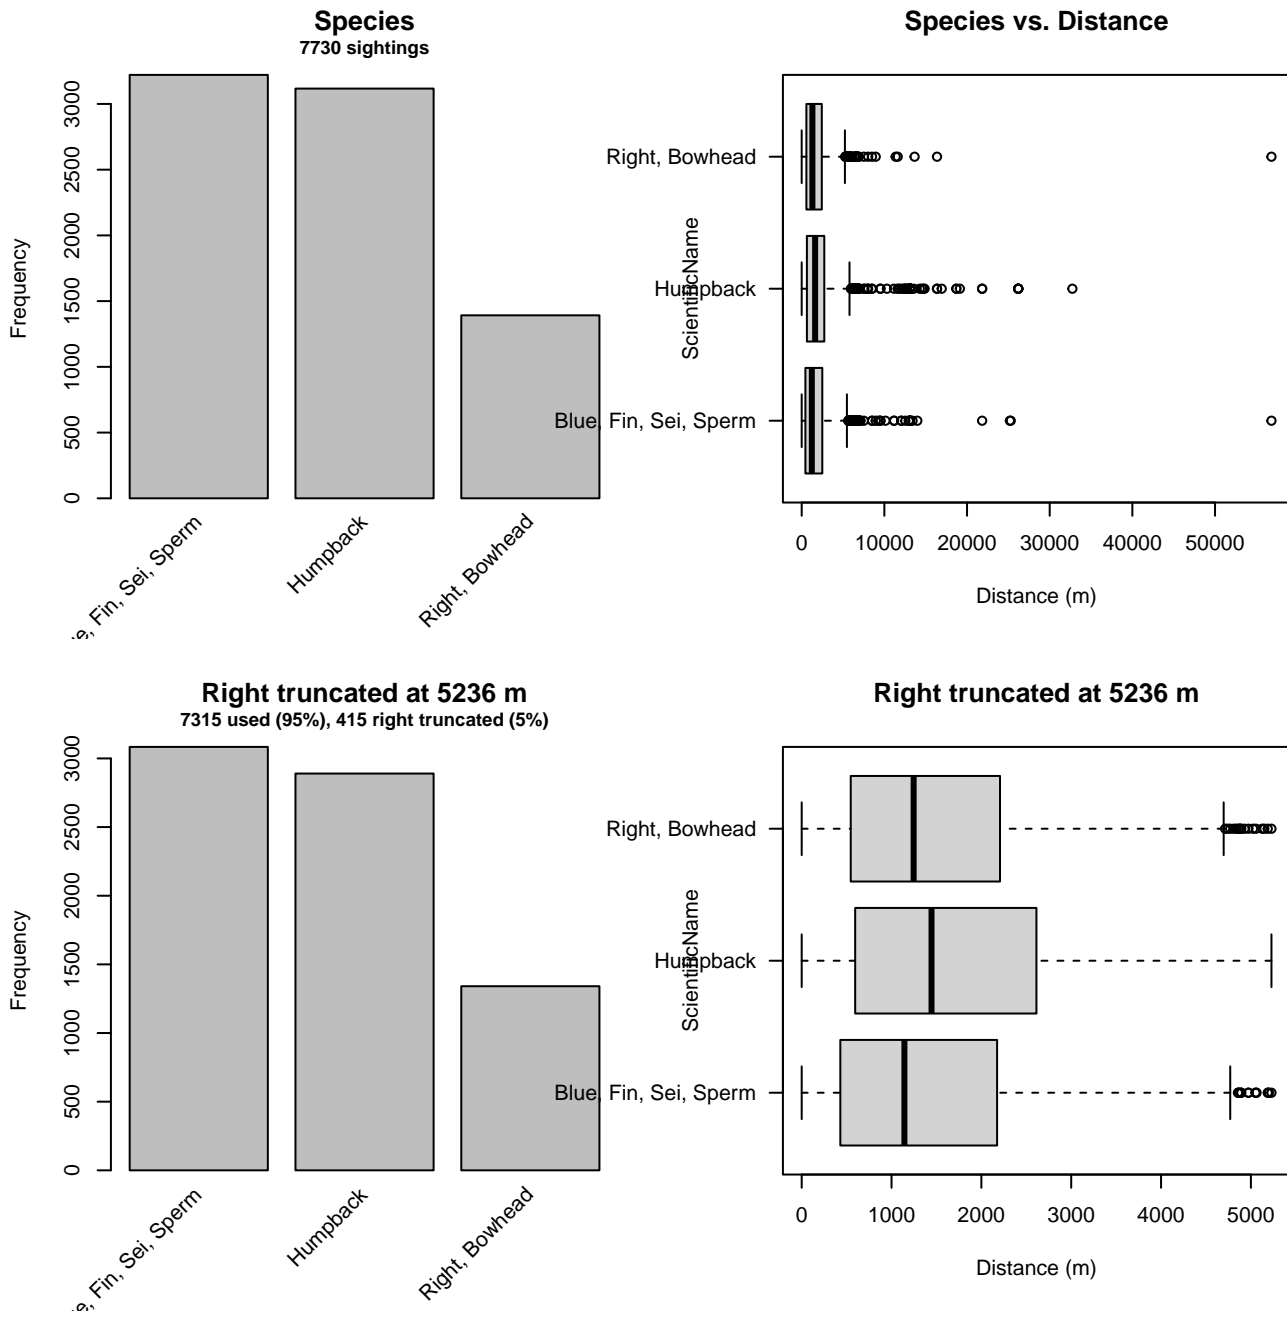 Species
7730 sightings
Frequency
3000
2500
2000
1500
1000
500
0
e, Fin, Sei, Sperm
Humpback
Right, Bowhead
Species vs. Distance
ScientificName
Right, Bowhead
Humpback
Blue, Fin, Sei, Sperm
0 10000 20000 30000 40000 50000
Distance (m)
Right truncated at 5236 m
7315 used (95%), 415 right truncated (5%)
Frequency
3000
2500
2000
1500
1000
500
0
e, Fin, Sei, Sperm
Humpback
Right, Bowhead
Right truncated at 5236 m
ScientificName
Right, Bowhead
Humpback
Blue, Fin, Sei, Sperm
0 1000 2000 3000 4000 5000
Distance (m)